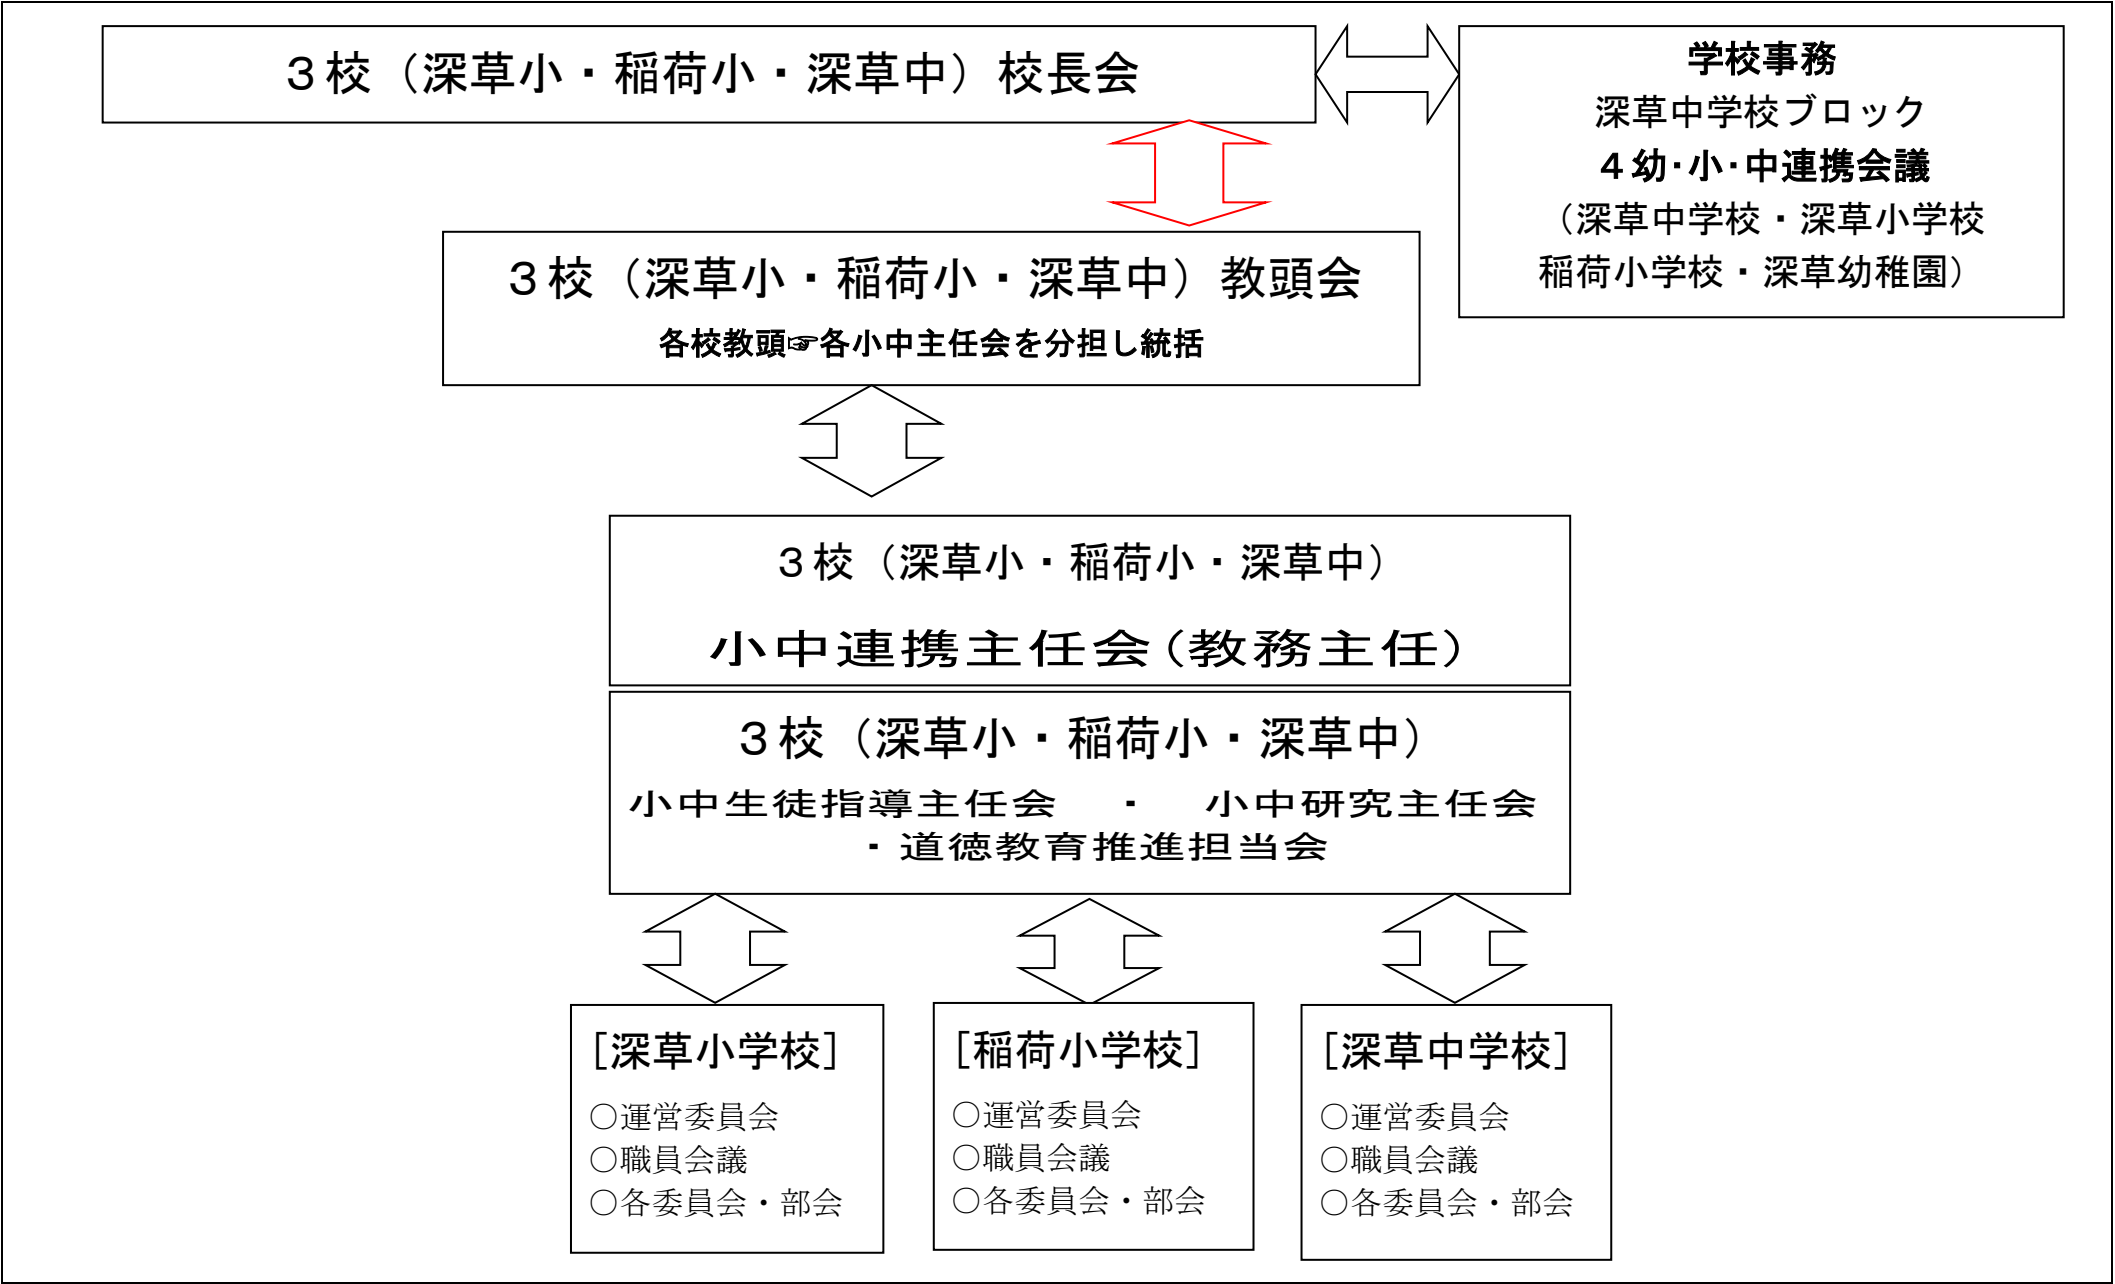 ３校（深草小・稲荷小・深草中）校長会
学校事務
深草中学校ブロック
４幼･小･中連携会議
（深草中学校・深草小学校
稲荷小学校・深草幼稚園）
３校（深草小・稲荷小・深草中）教頭会
各校教頭☞各小中主任会を分担し統括
３校（深草小・稲荷小・深草中）
小中連携主任会(教務主任)
３校（深草小・稲荷小・深草中）
小中生徒指導主任会　・　小中研究主任会
・道徳教育推進担当会
［深草小学校］
○運営委員会
○職員会議
○各委員会・部会
［稲荷小学校］
○運営委員会
○職員会議
○各委員会・部会
［深草中学校］
○運営委員会
○職員会議
○各委員会・部会